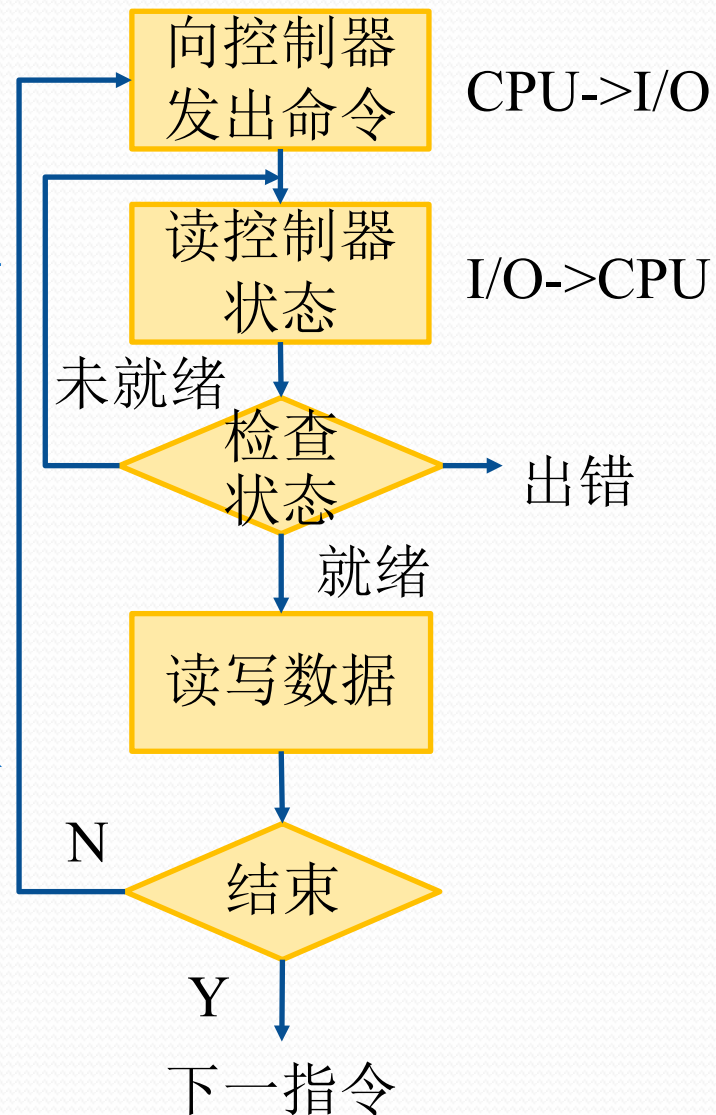 向控制器
发出命令
CPU->I/O
读控制器
状态
I/O->CPU
未就绪
检查
状态
出错
就绪
读写数据
N
结束
Y
下一指令